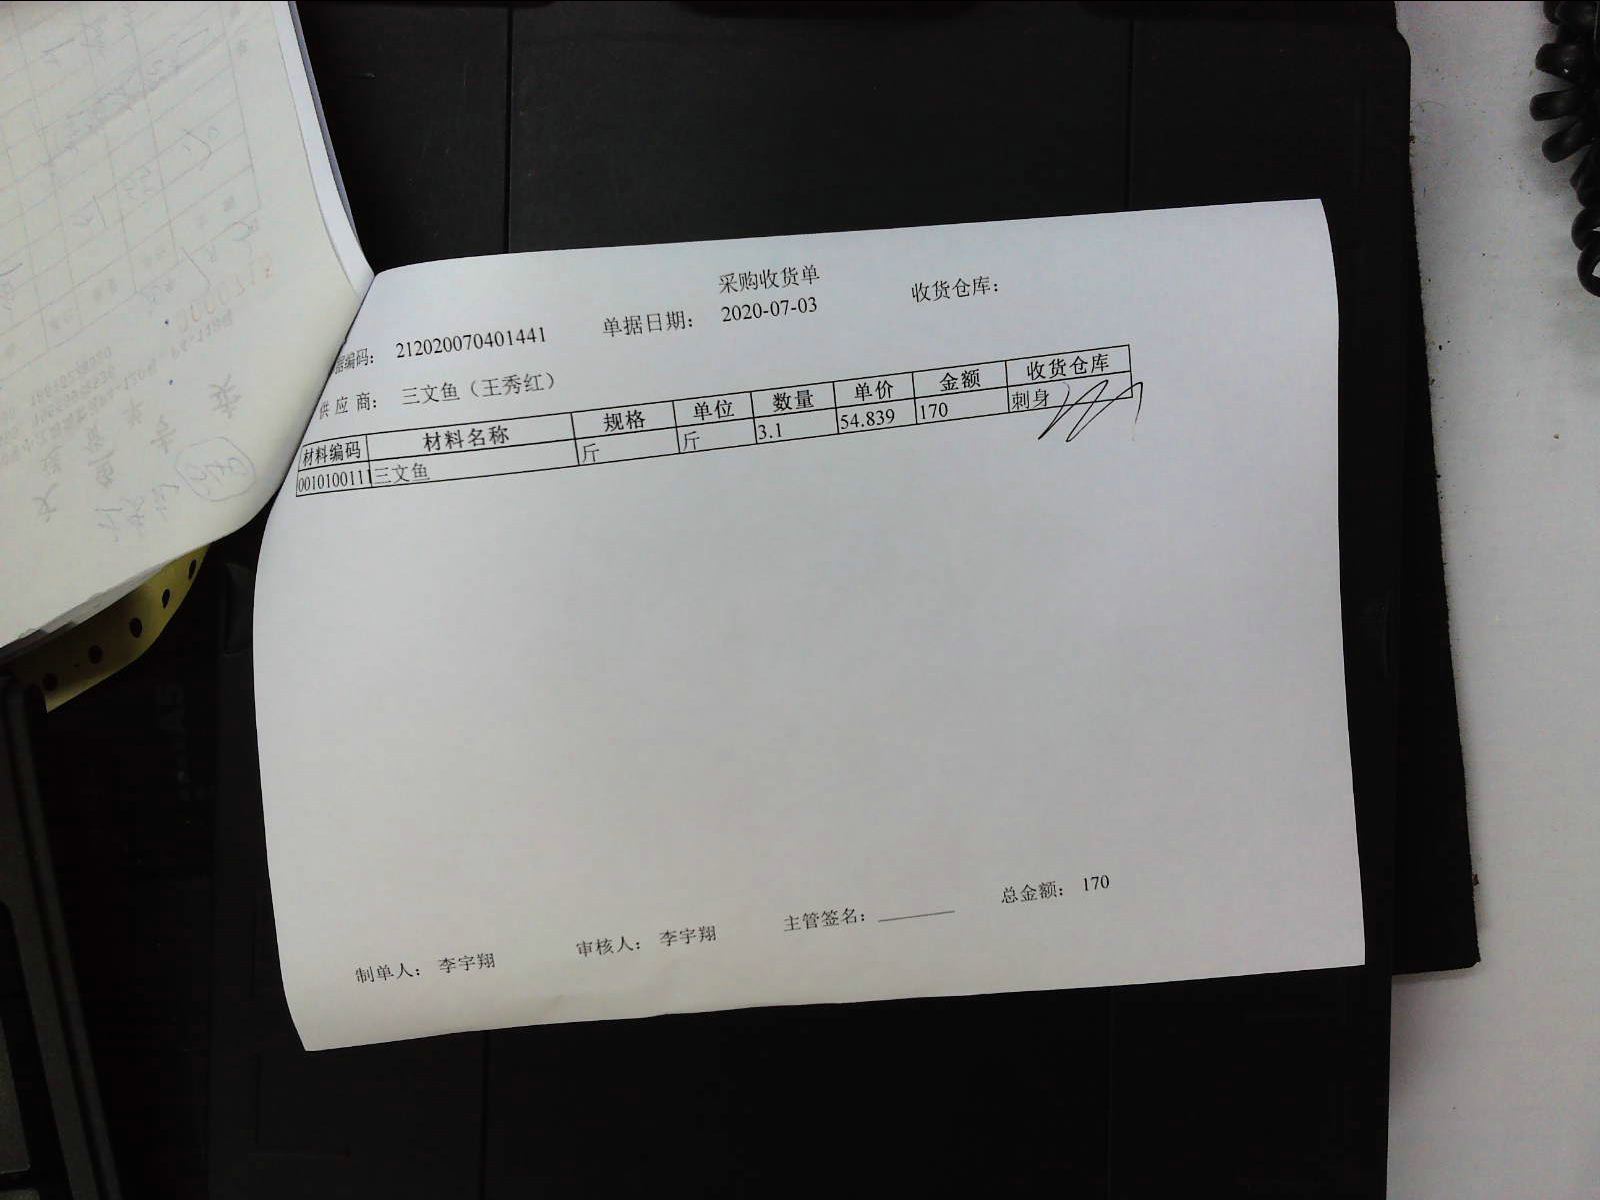 采购收货单
据编码： 212020070401441 单据日期： 2020-07-03 收货仓库：
供应商： 三文鱼（王秀红）
材料编码 材料名称 规格 单位 数量 单价 金额 收货仓库
0010100111 三文鱼 斤 斤 3.1 54.839 170 刺身
总金额： 170
制单人： 李宇翔 审核人： 李宇翔 主管签名：